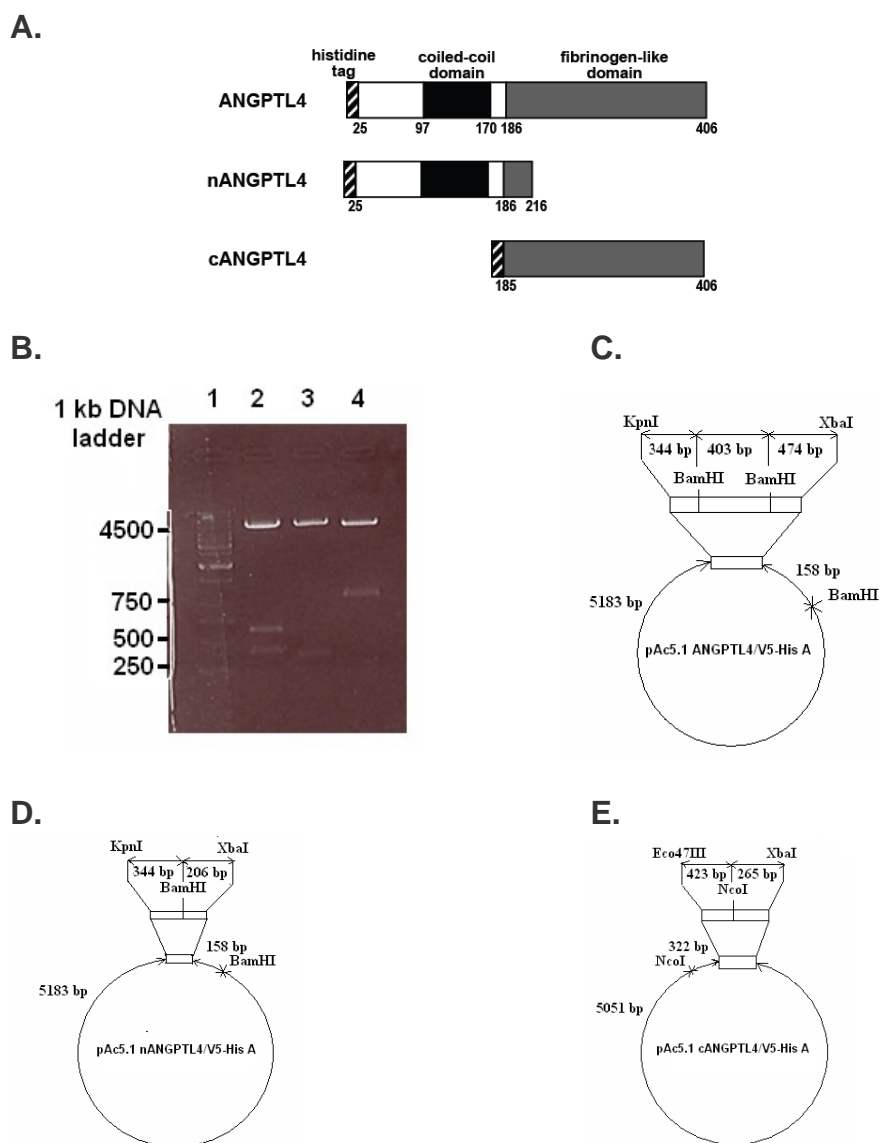 A.
histidine tag
coiled-coil domain
fibrinogen-like domain
ANGPTL4
25 97 170 186 406
nANGPTL4
25 186 216
cANGPTL4
185 406
B.
1 kb DNA ladder
1 2 3 4
4500
750
500
250
C.
KpnI XbaI
344 bp 403 bp 474 bp
BamHI BamHI
158 bp
5183 bp
BamHI
pAc5.1 ANGPTL4/V5-His A
D.
KpnI XbaI
344 bp 206 bp
BamHI
158 bp
BamHI
5183 bp
pAc5.1 nANGPTL4/V5-His A
E.
Eco47III XbaI
423 bp 265 bp
NcoI
322 bp
NcoI
5051 bp
pAc5.1 cANGPTL4/V5-His A